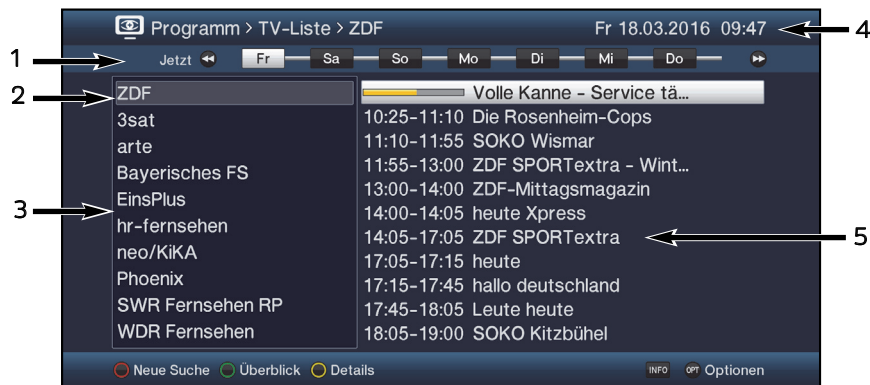 Programm > TV-Liste > ZDF Fr 18.03.2016 09:47
4
1
Jetzt Fr Sa So Mo Di Mi Do
2
ZDF
3sat
arte
Bayerisches FS
EinsPlus
3
hr-fernsehen
neo/KiKA
Phoenix
SWR Fernsehen RP
WDR Fernsehen
Volle Kanne - Service tä...
10:25-11:10 Die Rosenheim-Cops
11:10-11:55 SOKO Wismar
11:55-13:00 ZDF SPORTextra - Wint...
13:00-14:00 ZDF-Mittagsmagazin
14:00-14:05 heute Xpress
14:05-17:05 ZDF SPORTextra
5
17:05-17:15 heute
17:15-17:45 hallo deutschland
17:45-18:05 Leute heute
18:05-19:00 SOKO Kitzbühel
Neue Suche Überblick Details INFO OPT Optionen